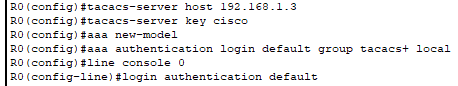 R0(config)#tacacs-server host 192.168.1.3
R0(config)#tacacs-server key cisco
R0(config)#aaa new-model
R0(config)#aaa authentication login default group tacacs+ local
R0(config)#line console 0
R0(config-line)#login authentication default